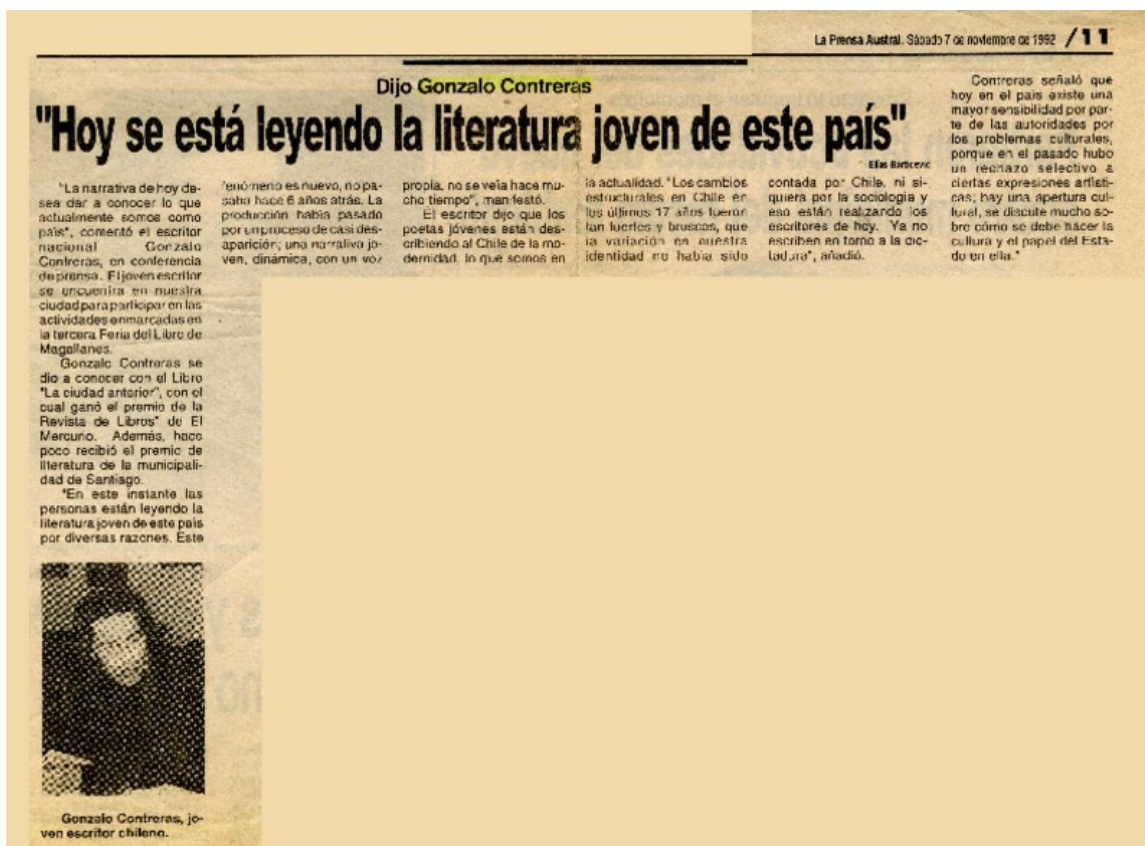 La Prensa Austral. Sábado 7 de noviembre de 1992 /11
Dijo Gonzalo Contreras
"Hoy se está leyendo la literatura joven de este país"
Elías Barticevic
"La narrativa de hoy de-
sea dar a conocer lo que
actualmente somos como
país", comentó el escritor
nacional Gonzalo
Contreras, en conferencia
de prensa. El joven escritor
se encuentra en nuestra
ciudad para participar en las
actividades enmarcadas en
la tercera Feria del Libro de
Magallanes.
Gonzalo Contreras se
dio a conocer con el Libro
"La ciudad anterior", con el
cual ganó el premio de la
Revista de Libros" de El
Mercurio. Además, hace
poco recibió el premio de
literatura de la municipali-
dad de Santiago.
"En este instante las
personas están leyendo la
literatura joven de este país
por diversas razones. Este
fenómeno es nuevo, no pa-
saba hace 6 años atrás. La
producción había pasado
por un proceso de casi des-
aparición; una narrativa jo-
ven, dinámica, con un voz
propia, no se veía hace mu-
cho tiempo", manifestó.
El escritor dijo que los
poetas jóvenes están des-
cribiendo al Chile de la mo-
dernidad, lo que somos en
la actualidad. "Los cambios
estructurales en Chile en
los últimos 17 años fueron
tan fuertes y bruscos, que
la variación en nuestra
identidad no había sido
contada por Chile, ni si-
quiera por la sociología y
eso están realizando los
escritores de hoy. Ya no
escriben en torno a la dic-
tadura", añadió.
Contreras señaló que
hoy en el país existe una
mayor sensibilidad por par-
te de las autoridades por
los problemas culturales,
porque en el pasado hubo
un rechazo selectivo a
ciertas expresiones artísti-
cas; hay una apertura cul-
tural, se discute mucho so-
bre cómo se debe hacer la
cultura y el papel del Esta-
do en ella."
Gonzalo Contreras, jo-
ven escritor chileno.